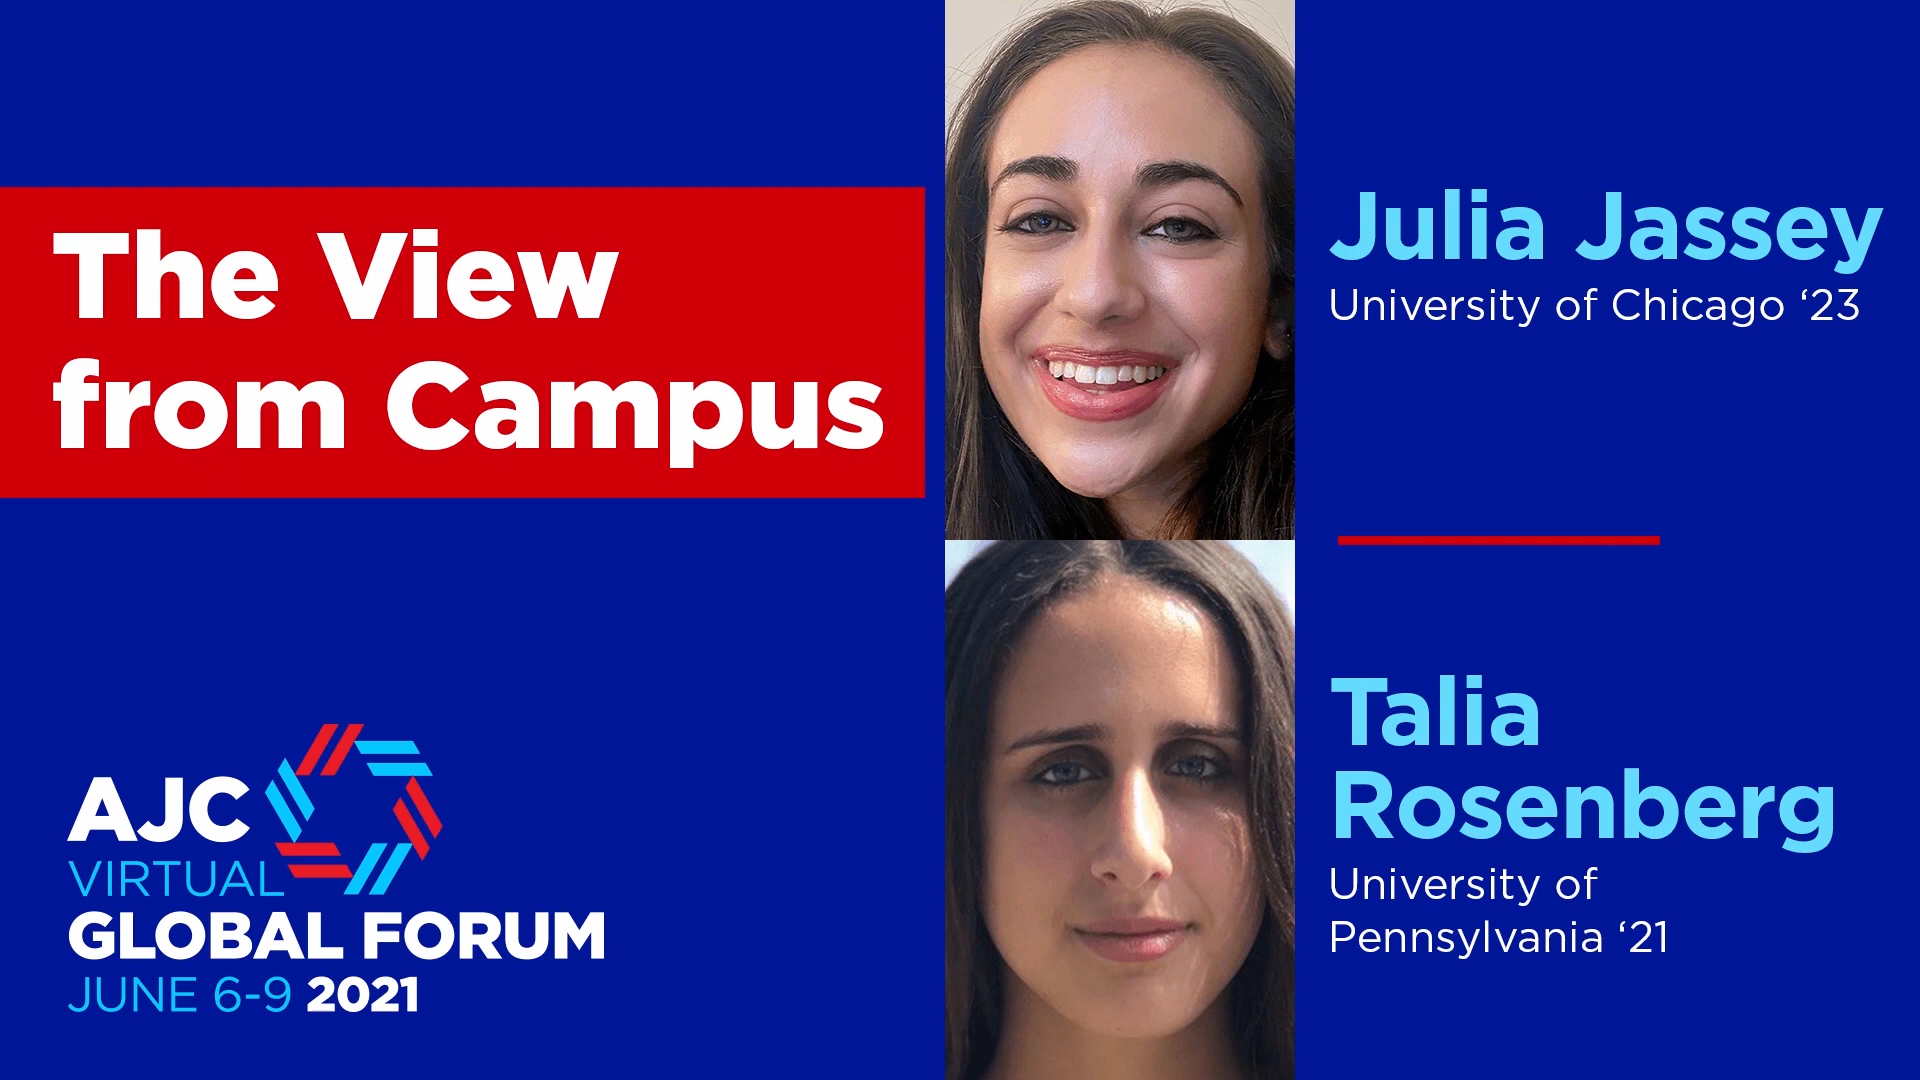 The View
from Campus
Julia Jassey
University of Chicago ‘23
Talia
Rosenberg
University of
Pennsylvania ‘21
AJC
VIRTUAL
GLOBAL FORUM
JUNE 6-9 2021